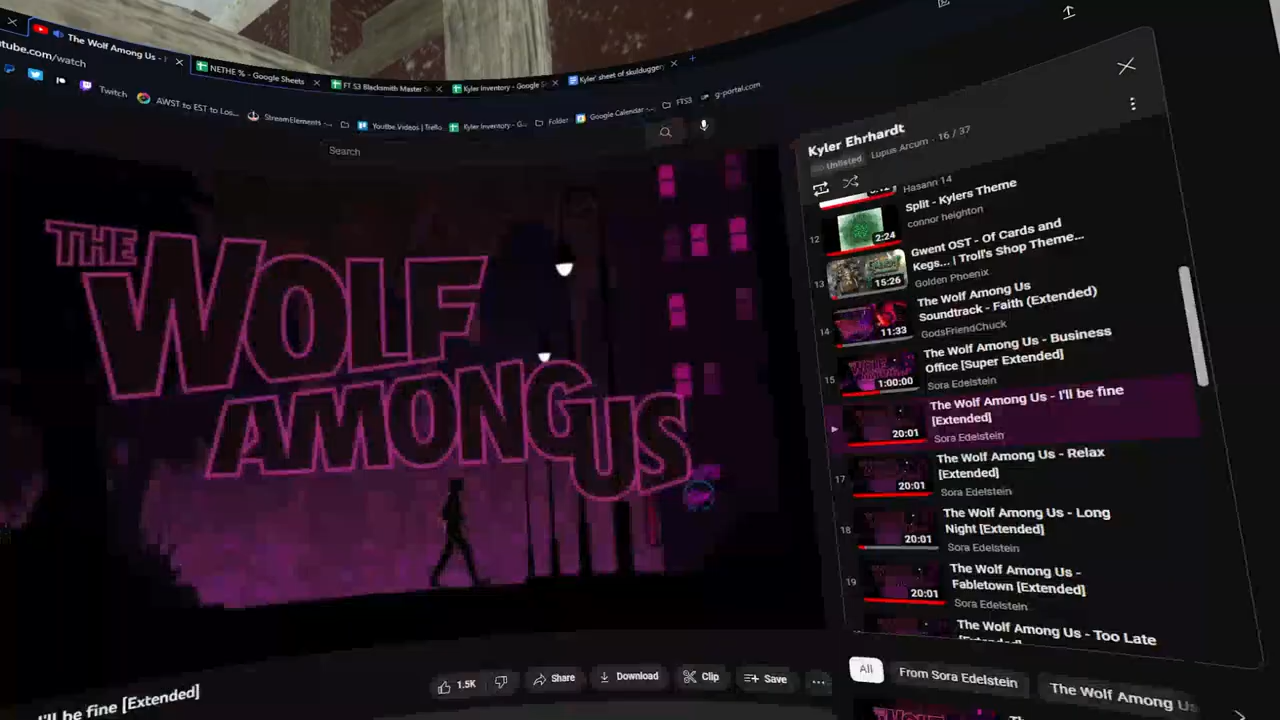 The Wolf Among Us - I
NETHE % - Google Sheets
FT S3 Blacksmith Master S
Kyler Inventory - Google S
Kyler' sheet of skuldugger
tube.com/watch
Twitch
AWST to EST to Los...
StreamElements -...
Youtbe Videos | Trello
Kyler Inventory - G...
Folder
Google Calendar -...
FTS3
g-portal.com
Search
THE
WOLF
AMONG US
Kyler Ehrhardt
Unlisted
Lupus Arcum · 16 / 37
Hasann 14
12
2:24
Split - Kylers Theme
connor heighton
13
15:26
Gwent OST - Of Cards and
Kegs... | Troll's Shop Theme...
Golden Phoenix
14
11:33
The Wolf Among Us
Soundtrack - Faith (Extended)
GodsFriendChuck
15
1:00:00
The Wolf Among Us - Business
Office [Super Extended]
Sora Edelstein
20:01
The Wolf Among Us - I'll be fine
[Extended]
Sora Edelstein
17
20:01
The Wolf Among Us - Relax
[Extended]
Sora Edelstein
18
20:01
The Wolf Among Us - Long
Night [Extended]
Sora Edelstein
19
20:01
The Wolf Among Us -
Fabletown [Extended]
Sora Edelstein
The Wolf Among Us - Too Late
I'll be fine [Extended]
1.5K
Share
Download
Clip
Save
All
From Sora Edelstein
The Wolf Among Us